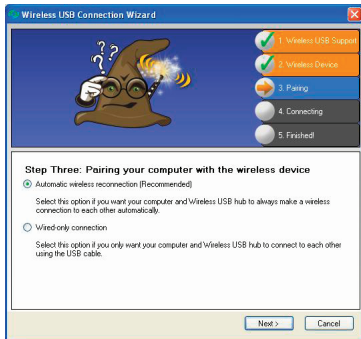 Wireless USB Connection Wizard
? ? ?
1. Wireless USB Support
2. Wireless Device
3. Pairing
4. Connecting
5. Finished!
Step Three: Pairing your computer with the wireless device
Automatic wireless reconnection (Recommended)
Select this option if you want your computer and Wireless USB hub to always make a wireless
connection to each other automatically.
Wired-only connection
Select this option if you only want your computer and Wireless USB hub to connect to each other
using the USB cable.
Next >
Cancel